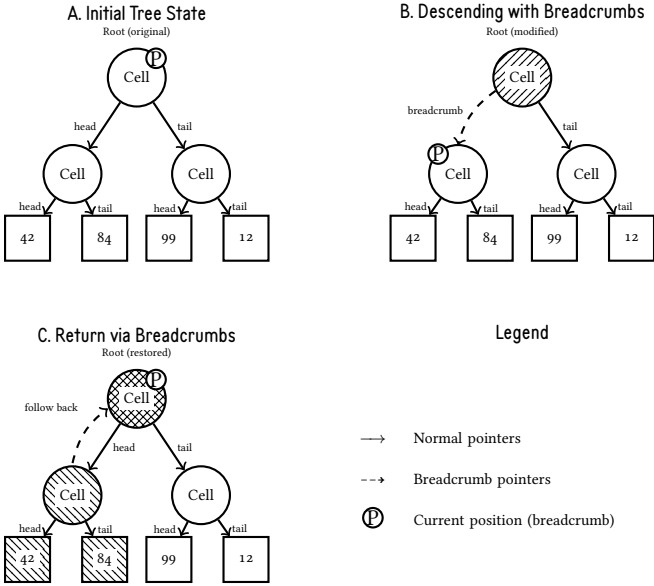 A. Initial Tree State
Root (original)
P
Cell
head
tail
Cell
Cell
head
tail
head
tail
42
84
99
12
B. Descending with Breadcrumbs
Root (modified)
Cell
breadcrumb
tail
P
Cell
Cell
head
tail
head
tail
42
84
99
12
C. Return via Breadcrumbs
Root (restored)
P
Cell
follow back
head
tail
Cell
Cell
head
tail
head
tail
42
84
99
12
Legend
Normal pointers
Breadcrumb pointers
P Current position (breadcrumb)